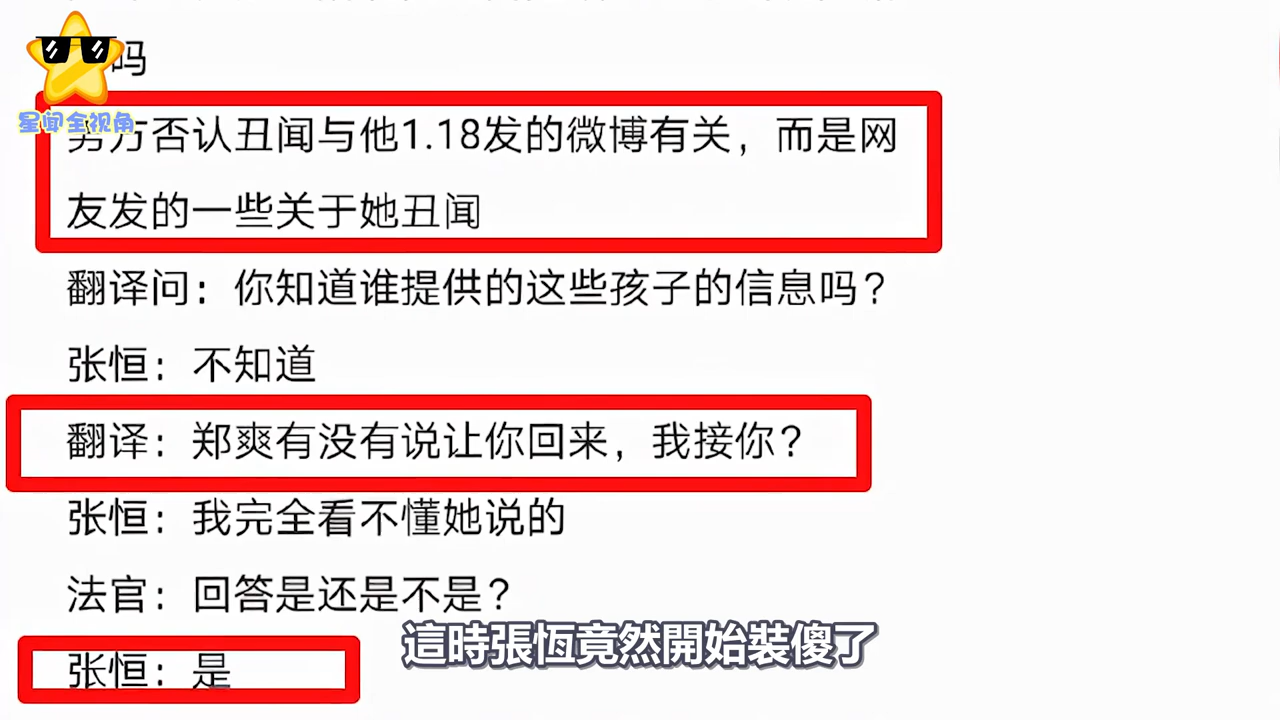 吗
星闻全视角
男方否认丑闻与他1.18发的微博有关，而是网
友发的一些关于她丑闻
翻译问：你知道谁提供的这些孩子的信息吗？
张恒：不知道
翻译：郑爽有没有说让你回来，我接你？
张恒：我完全看不懂她说的
法官：回答是还是不是？
這時張恆竟然開始裝傻了
张恒：是